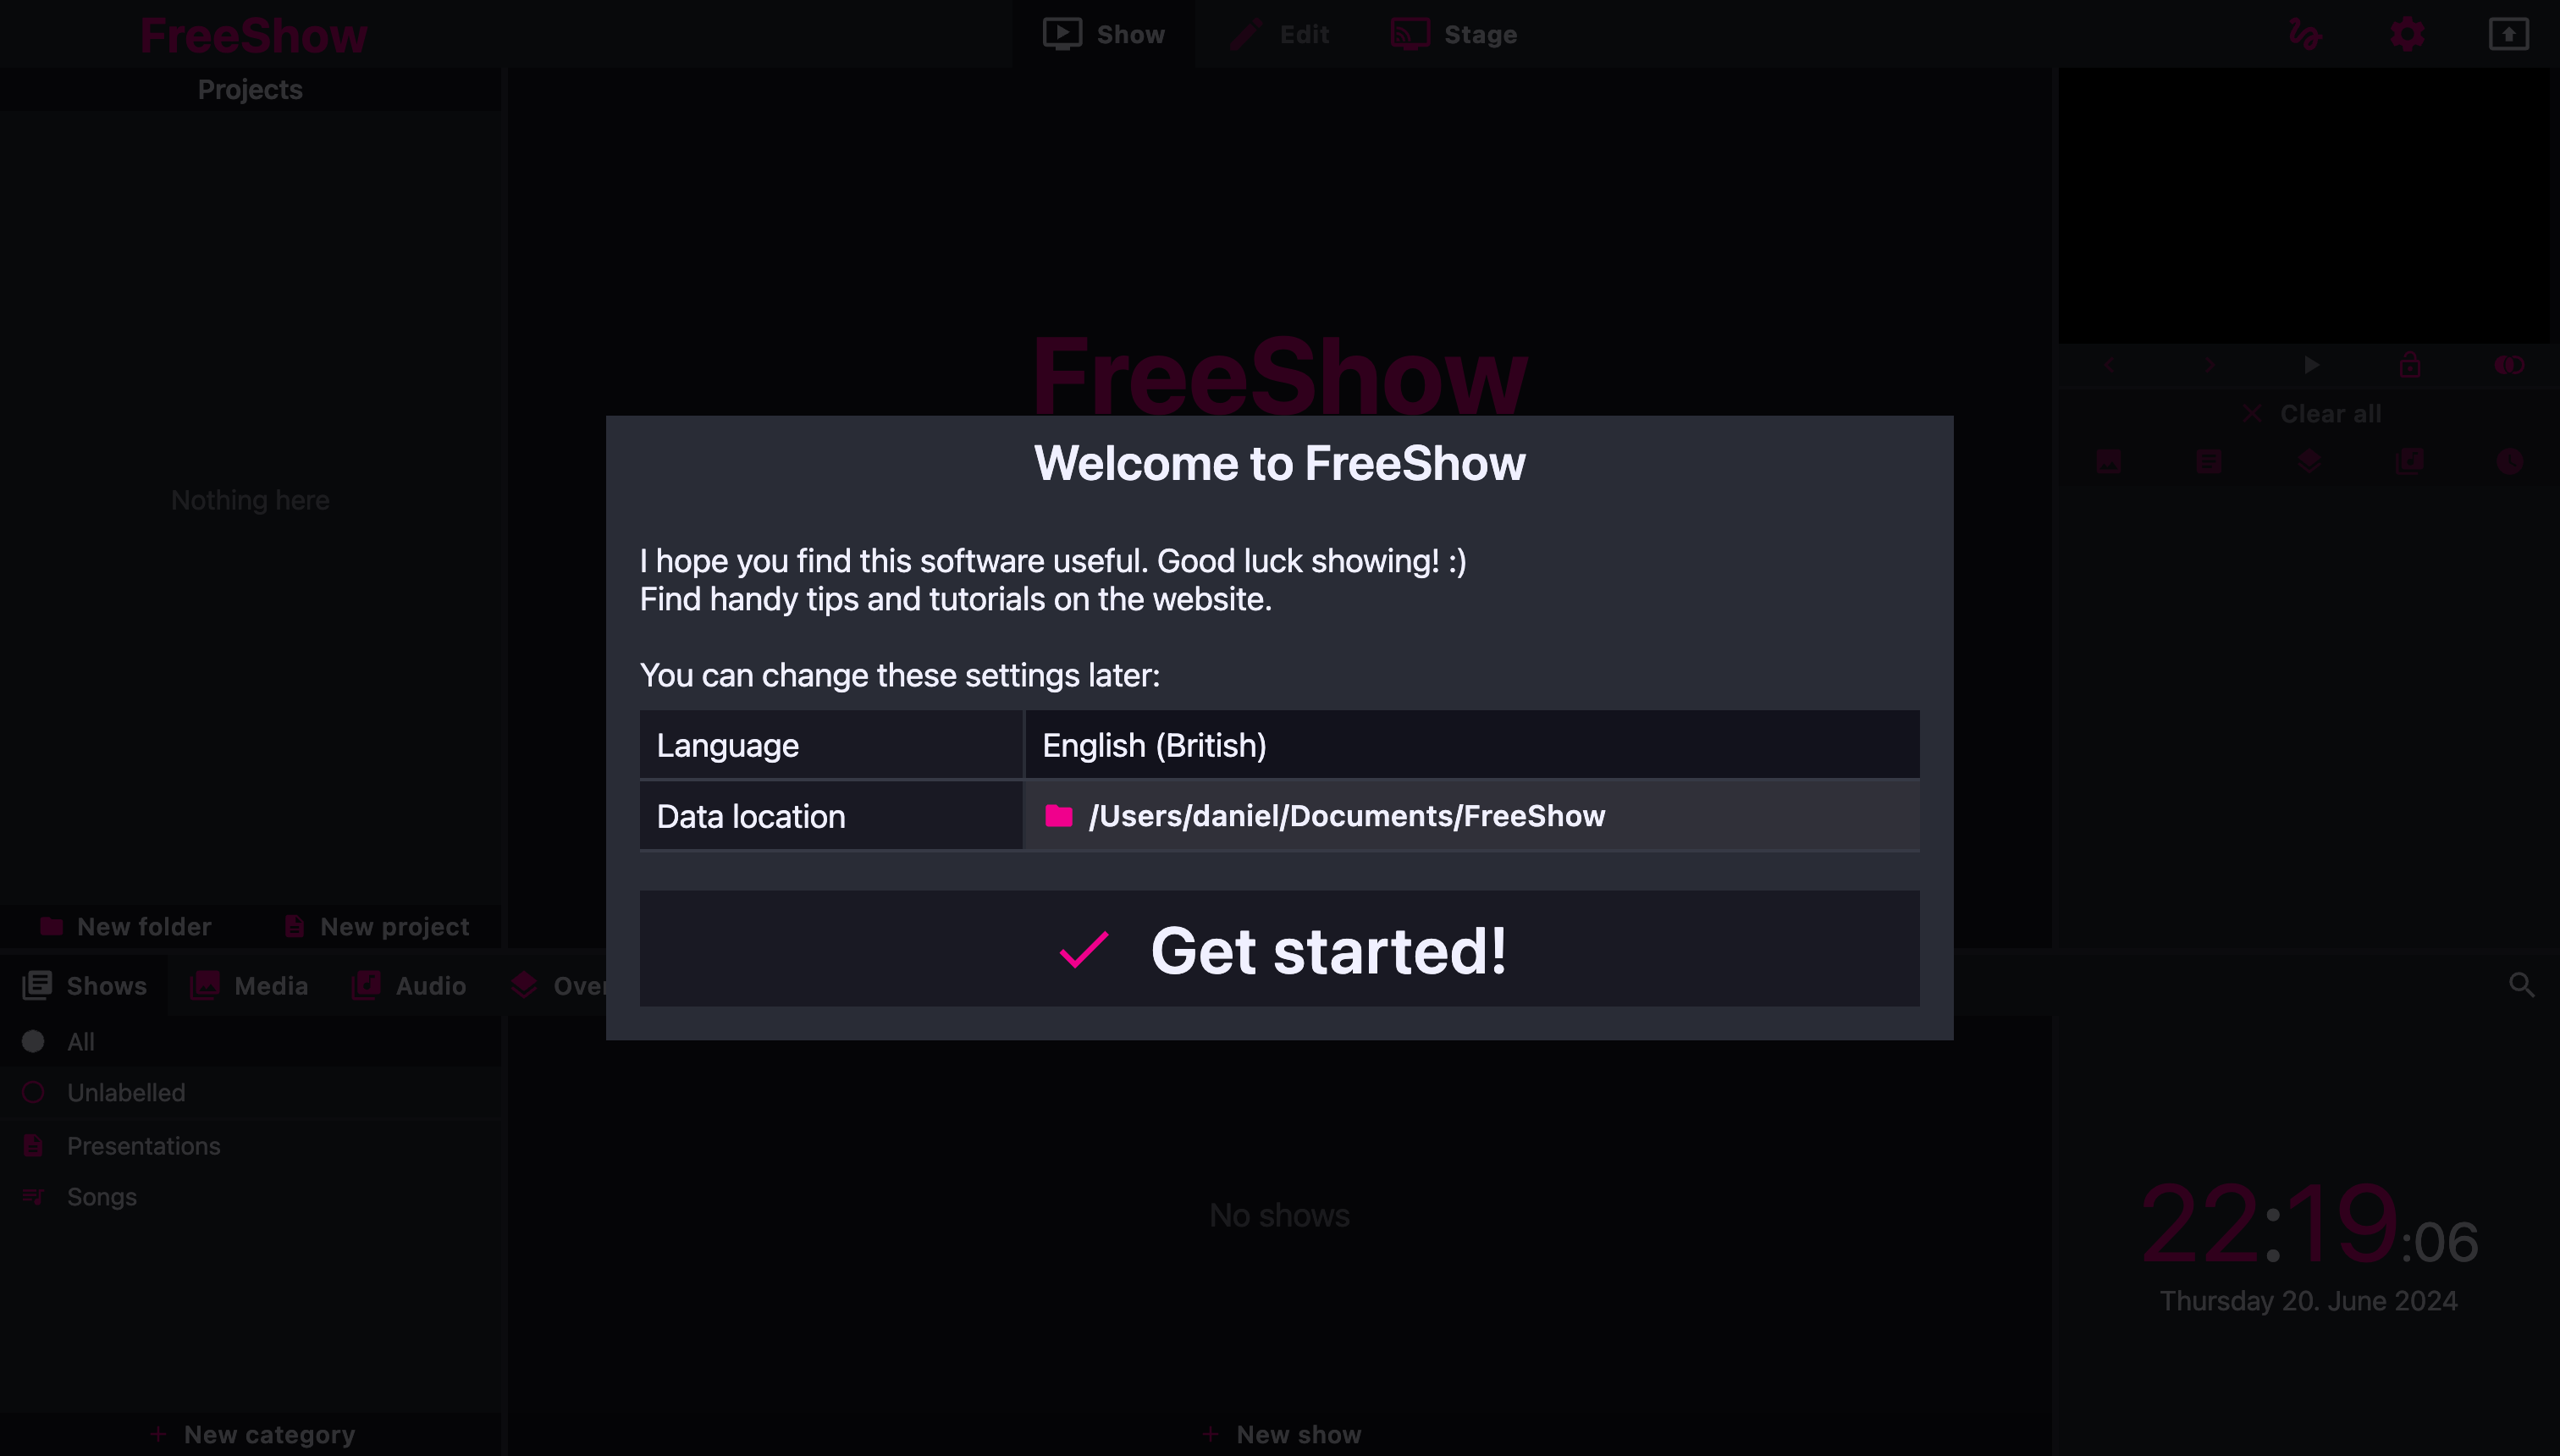 FreeShow
Show
Edit
Stage
Projects
Nothing here
New folder
New project
FreeShow
Clear all
Welcome to FreeShow
I hope you find this software useful. Good luck showing! :)
Find handy tips and tutorials on the website.
You can change these settings later:
Language
English (British)
Data location
/Users/daniel/Documents/FreeShow
Get started!
Shows
Media
Audio
Over
All
Unlabelled
Presentations
Songs
New category
No shows
New show
22:19:06
Thursday 20. June 2024